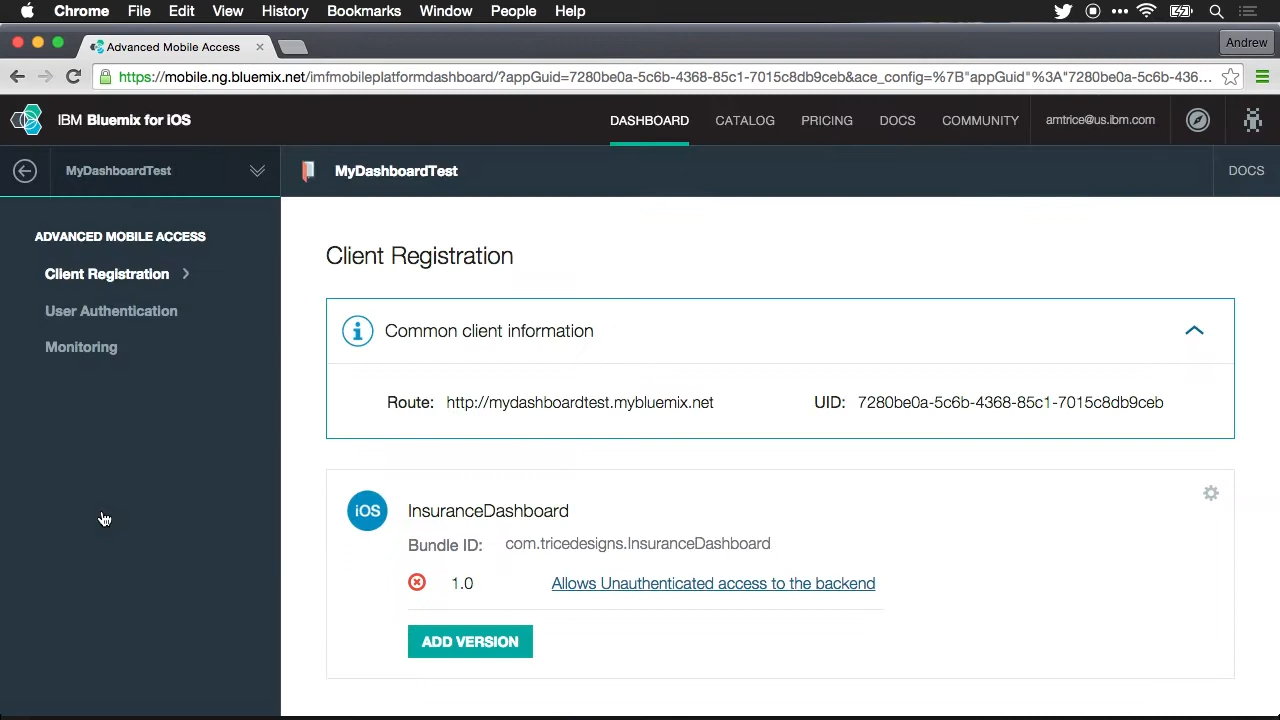 Chrome File Edit View History Bookmarks Window People Help
Advanced Mobile Access
Andrew
https://mobile.ng.bluemix.net/imfmobileplatformdashboard/?appGuid=7280be0a-5c6b-4368-85c1-7015c8db9ceb&ace_config=%7B"appGuid"%3A"7280be0a-5c6b-436...
IBM Bluemix for iOS DASHBOARD CATALOG PRICING DOCS COMMUNITY amtrice@us.ibm.com
MyDashboardTest MyDashboardTest DOCS
ADVANCED MOBILE ACCESS
Client Registration
User Authentication
Monitoring
Client Registration
Common client information
Route: http://mydashboardtest.mybluemix.net UID: 7280be0a-5c6b-4368-85c1-7015c8db9ceb
iOS InsuranceDashboard
Bundle ID: com.tricedesigns.InsuranceDashboard
1.0 Allows Unauthenticated access to the backend
ADD VERSION